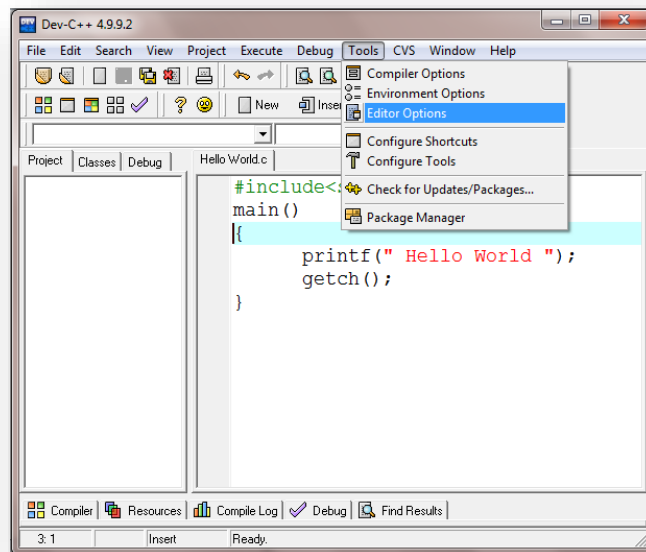 Dev-C++ 4.9.9.2
File Edit Search View Project Execute Debug Tools CVS Window Help
Compiler Options
Environment Options
Editor Options
Configure Shortcuts
Configure Tools
Check for Updates/Packages...
Package Manager
New
Project Classes Debug
Hello World.c
#include<
main()
{
printf(" Hello World ");
getch();
}
Compiler Resources Compile Log Debug Find Results
3: 1 Insert Ready.